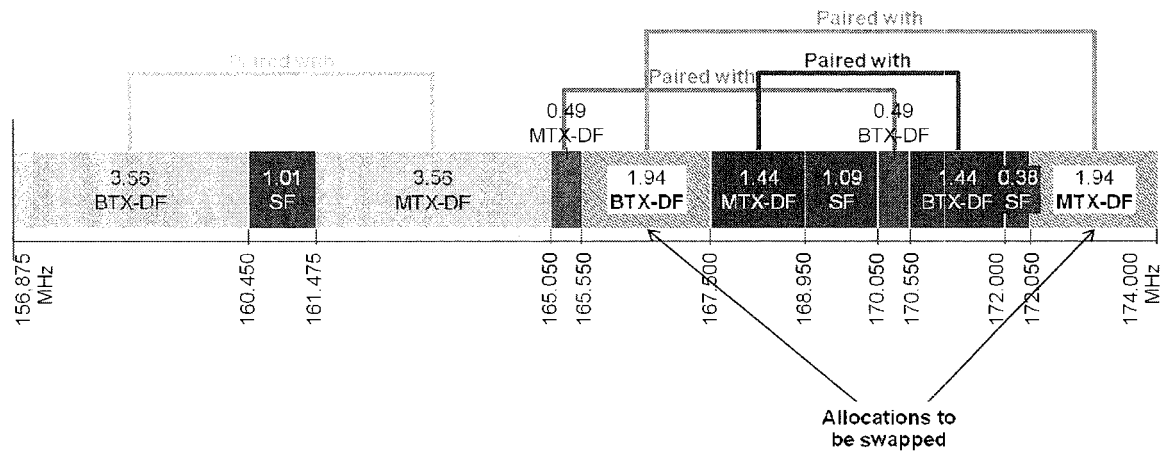 Paired with
Paired with
Paired with
Paired with
0.49
MTX-DF
0.49
BTX-DF
3.56
BTX-DF
1.01
SF
3.56
MTX-DF
1.94
BTX-DF
1.44
MTX-DF
1.09
SF
1.44
BTX-DF
0.38
SF
1.94
MTX-DF
156.875
MHz
160.450
161.475
165.050
165.550
167.500
168.950
170.050
170.550
172.000
172.050
174.000
MHz
Allocations to
be swapped